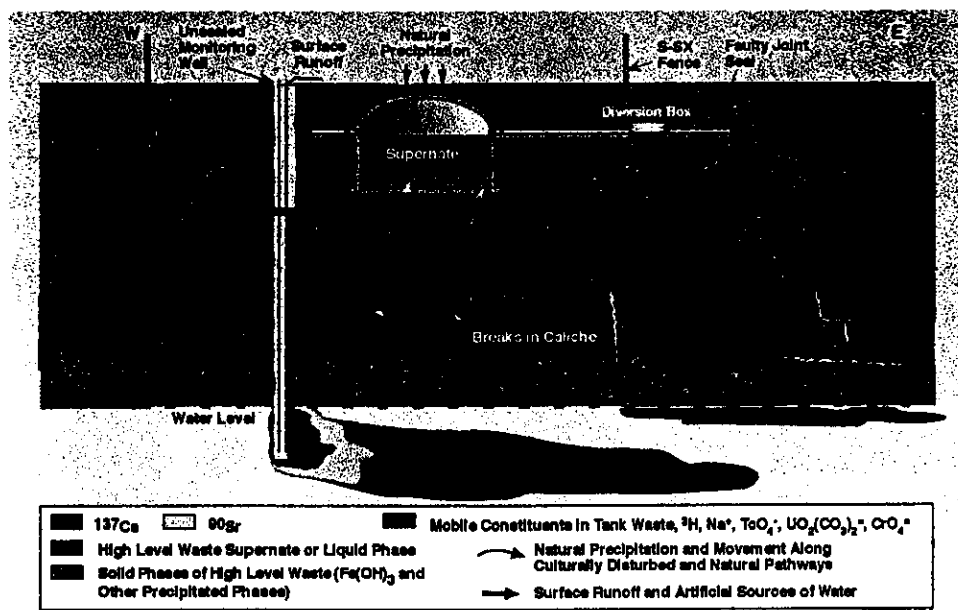 W
Unsealed
Monitoring
Well
Surface
Runoff
Natural
Precipitation
S-SX
Fence
Faulty Joint
Seal
E
Diversion Box
Supernate
Breaks in Caliche
Water Level
137Cs
90Sr
Mobile Constituents in Tank Waste, ³H, Na⁺, TcO₄⁻, UO₂(CO₃)₂⁼, CrO₄⁼
High Level Waste Supernate or Liquid Phase
Natural Precipitation and Movement Along
Culturally Disturbed and Natural Pathways
Solid Phases of High Level Waste (Fe(OH)₃ and
Other Precipitated Phases)
Surface Runoff and Artificial Sources of Water